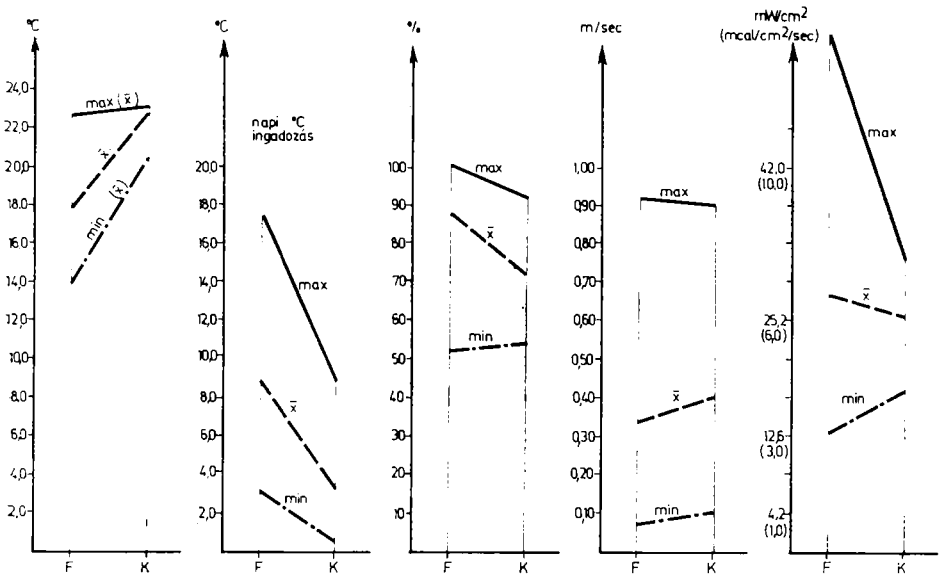 °C
24,0
22,0
20,0
18,0
16,0
14,0
12,0
10,0
8,0
6,0
4,0
2,0
max (x̄)
x̄
min (x̄)
F K
°C
napi °C
ingadozás
20,0
18,0
16,0
14,0
12,0
10,0
8,0
6,0
4,0
2,0
max
x̄
min
F K
%
100
90
80
70
60
50
40
30
20
10
max
x̄
min
F K
m/sec
1,00
0,90
0,80
0,70
0,60
0,50
0,40
0,30
0,20
0,10
max
x̄
min
F K
mW/cm²
(mcal/cm²/sec)
42,0
(10,0)
25,2
(6,0)
12,6
(3,0)
4,2
(1,0)
max
x̄
min
F K